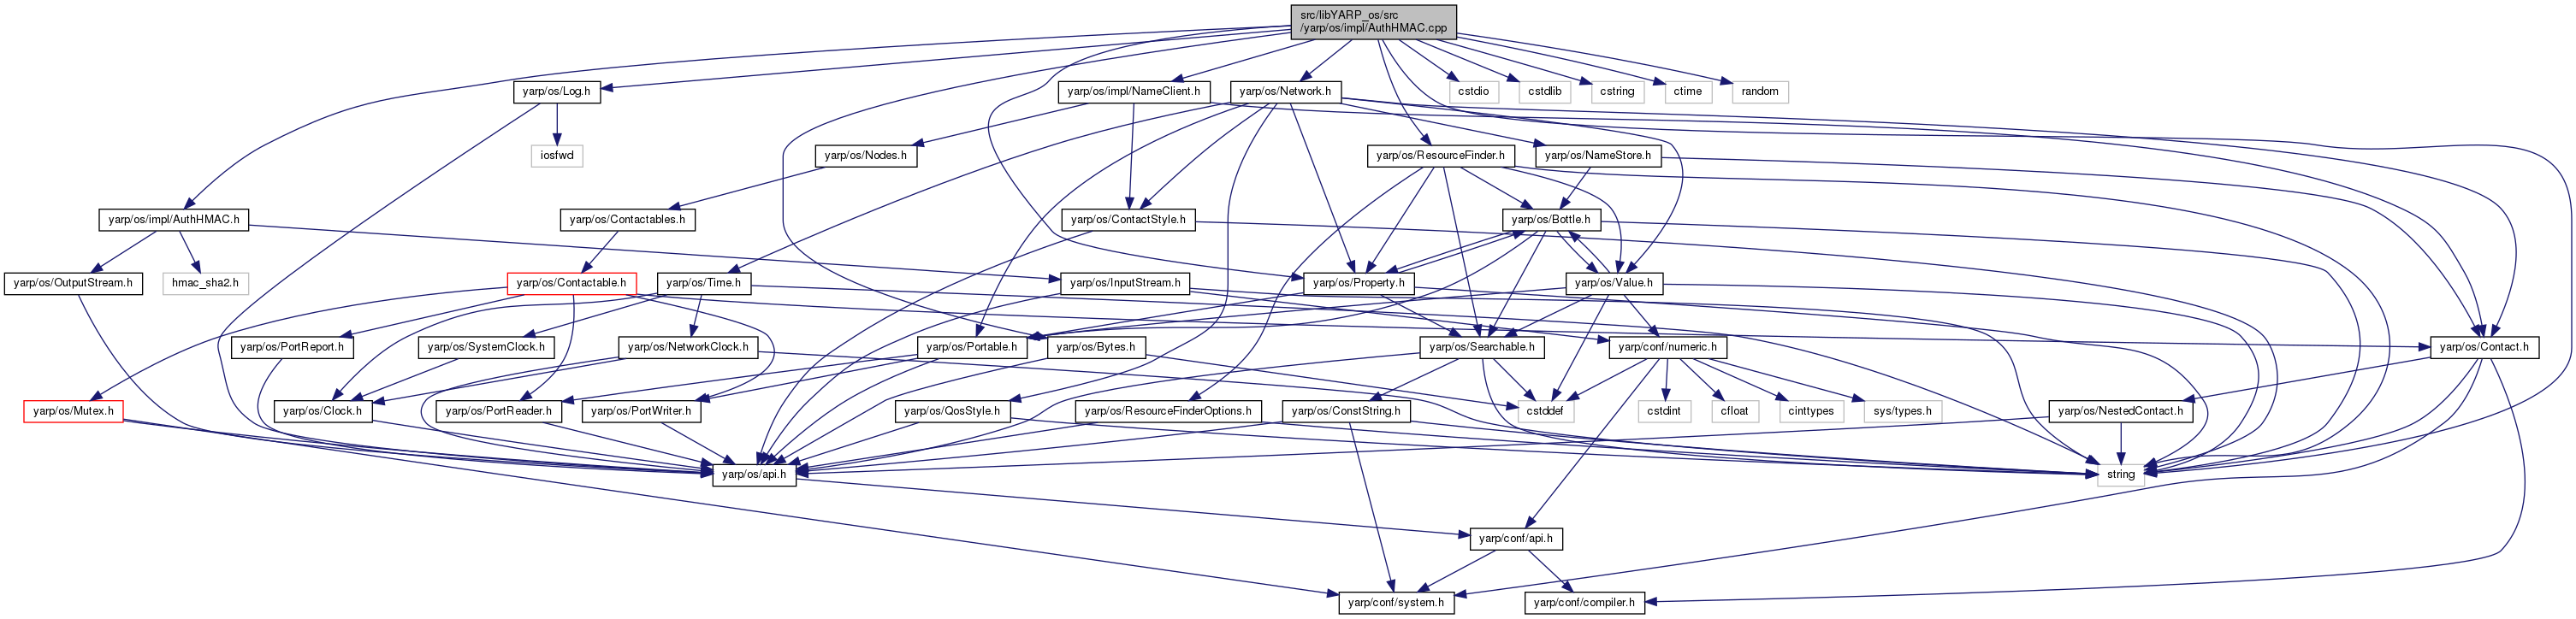 src/libYARP_os/src
/yarp/os/impl/AuthHMAC.cpp
yarp/os/Log.h
yarp/os/impl/NameClient.h
yarp/os/Network.h
cstdio
cstdlib
cstring
ctime
random
iosfwd
yarp/os/Nodes.h
yarp/os/ResourceFinder.h
yarp/os/NameStore.h
yarp/os/impl/AuthHMAC.h
yarp/os/Contactables.h
yarp/os/ContactStyle.h
yarp/os/Bottle.h
yarp/os/OutputStream.h
hmac_sha2.h
yarp/os/Contactable.h
yarp/os/Time.h
yarp/os/InputStream.h
yarp/os/Property.h
yarp/os/Value.h
yarp/os/PortReport.h
yarp/os/SystemClock.h
yarp/os/NetworkClock.h
yarp/os/Portable.h
yarp/os/Bytes.h
yarp/os/Searchable.h
yarp/conf/numeric.h
yarp/os/Contact.h
yarp/os/Mutex.h
yarp/os/Clock.h
yarp/os/PortReader.h
yarp/os/PortWriter.h
yarp/os/QosStyle.h
yarp/os/ResourceFinderOptions.h
yarp/os/ConstString.h
cstddef
cstdint
cfloat
cinttypes
sys/types.h
yarp/os/NestedContact.h
yarp/os/api.h
string
yarp/conf/api.h
yarp/conf/system.h
yarp/conf/compiler.h